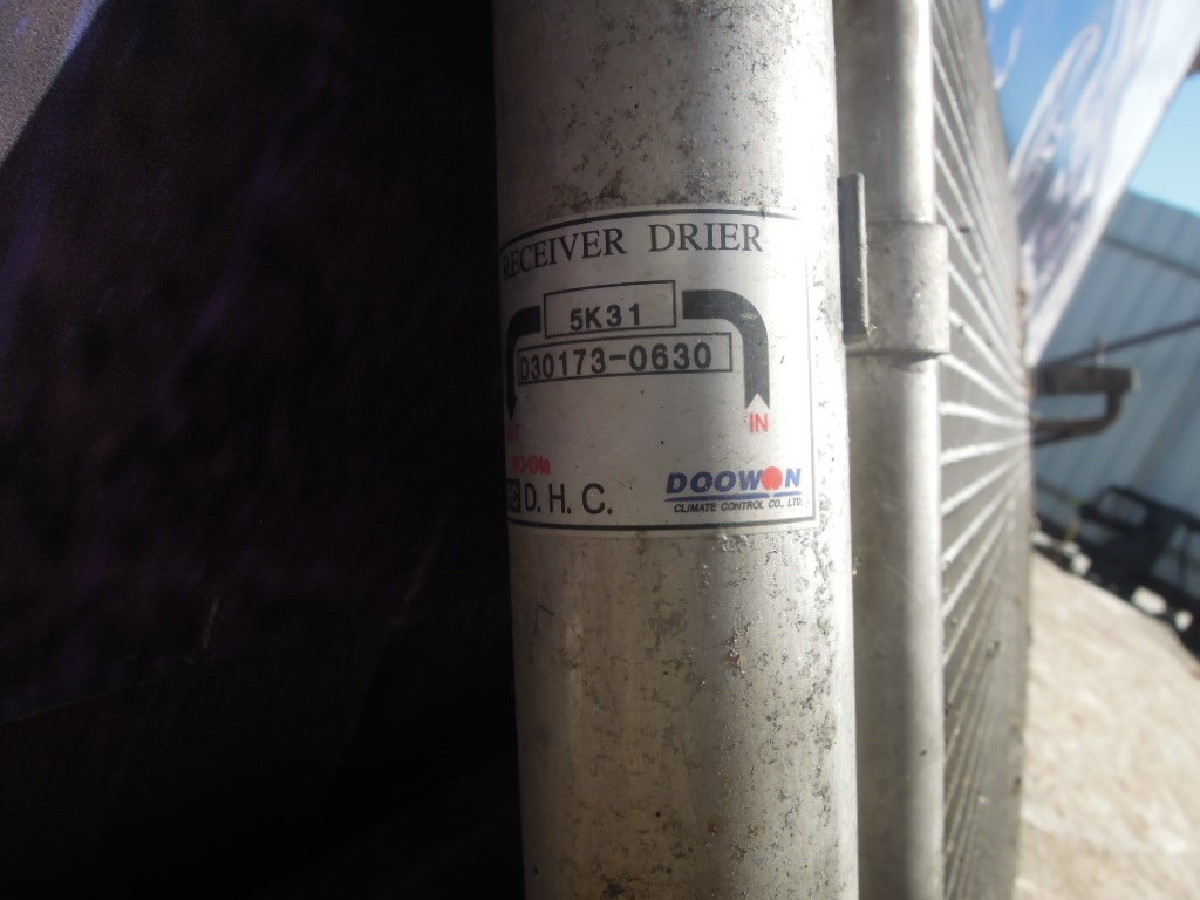 RECEIVER DRIER
5K31
D30173-0630
IN
D. H. C.
DOOWON
CLIMATE CONTROL CO., LTD.